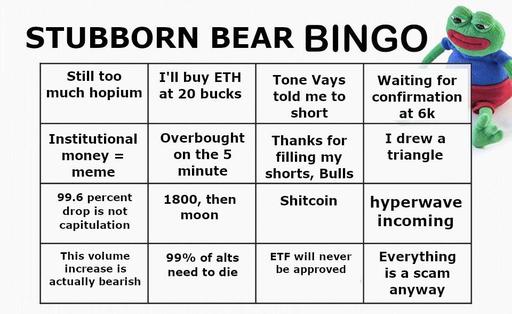 STUBBORN BEAR BINGO
Still too
much hopium
I'll buy ETH
at 20 bucks
Tone Vays
told me to
short
Waiting for
confirmation
at 6k
Institutional
money =
meme
Overbought
on the 5
minute
Thanks for
filling my
shorts, Bulls
I drew a
triangle
99.6 percent
drop is not
capitulation
1800, then
moon
Shitcoin
hyperwave
incoming
This volume
increase is
actually bearish
99% of alts
need to die
ETF will never
be approved
Everything
is a scam
anyway